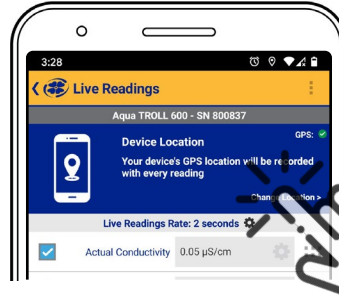 3:28
Live Readings
Aqua TROLL 600 - SN 800837
GPS:
Device Location
Your device's GPS location will be recorded
with every reading
Change Location >
Live Readings Rate: 2 seconds
Actual Conductivity 0.05 µS/cm